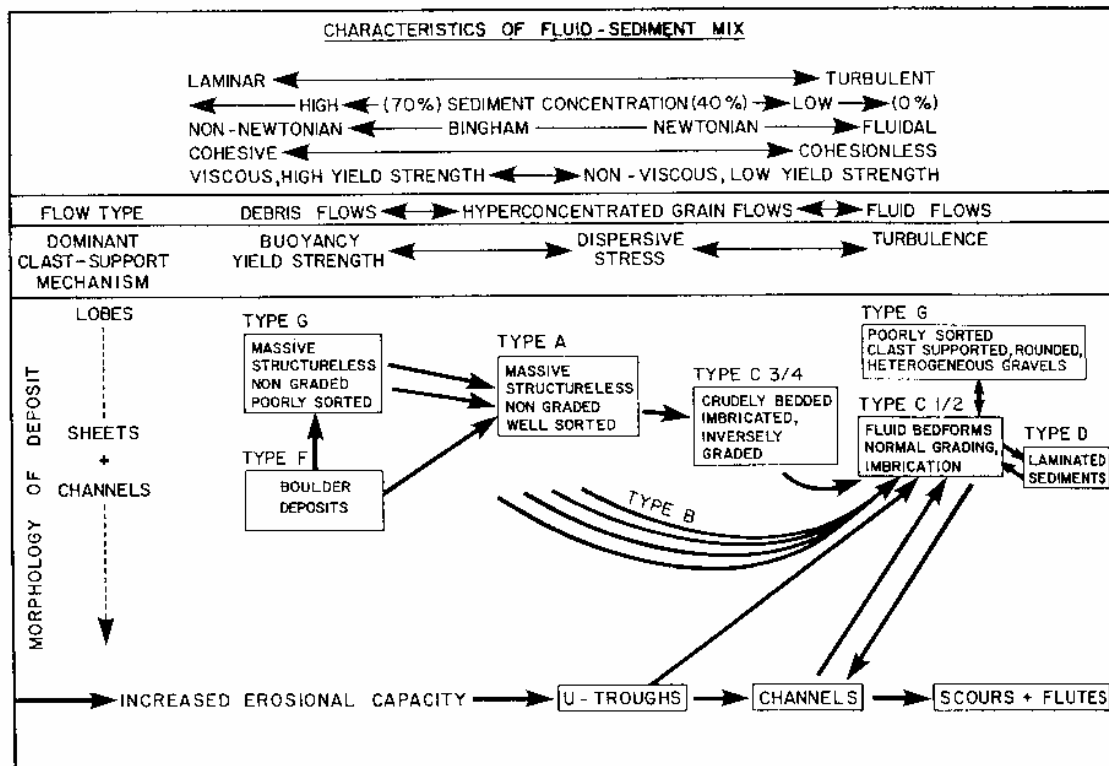 CHARACTERISTICS OF FLUID-SEDIMENT MIX
LAMINAR TURBULENT
HIGH (70%) SEDIMENT CONCENTRATION (40%) LOW (0%)
NON-NEWTONIAN BINGHAM NEWTONIAN FLUIDAL
COHESIVE COHESIONLESS
VISCOUS, HIGH YIELD STRENGTH NON-VISCOUS, LOW YIELD STRENGTH
FLOW TYPE DEBRIS FLOWS HYPERCONCENTRATED GRAIN FLOWS FLUID FLOWS
DOMINANT
CLAST-SUPPORT
MECHANISM
BUOYANCY
YIELD STRENGTH
DISPERSIVE
STRESS
TURBULENCE
MORPHOLOGY OF DEPOSIT
LOBES
SHEETS
+
CHANNELS
TYPE G
MASSIVE
STRUCTURELESS
NON GRADED
POORLY SORTED
TYPE F
BOULDER
DEPOSITS
TYPE A
MASSIVE
STRUCTURELESS
NON GRADED
WELL SORTED
TYPE B
TYPE C 3/4
CRUDELY BEDDED
IMBRICATED,
INVERSELY
GRADED
TYPE G
POORLY SORTED
CLAST SUPPORTED, ROUNDED,
HETEROGENEOUS GRAVELS
TYPE C 1/2
FLUID BEDFORMS
NORMAL GRADING,
IMBRICATION
TYPE D
LAMINATED
SEDIMENTS
INCREASED EROSIONAL CAPACITY U-TROUGHS CHANNELS SCOURS + FLUTES